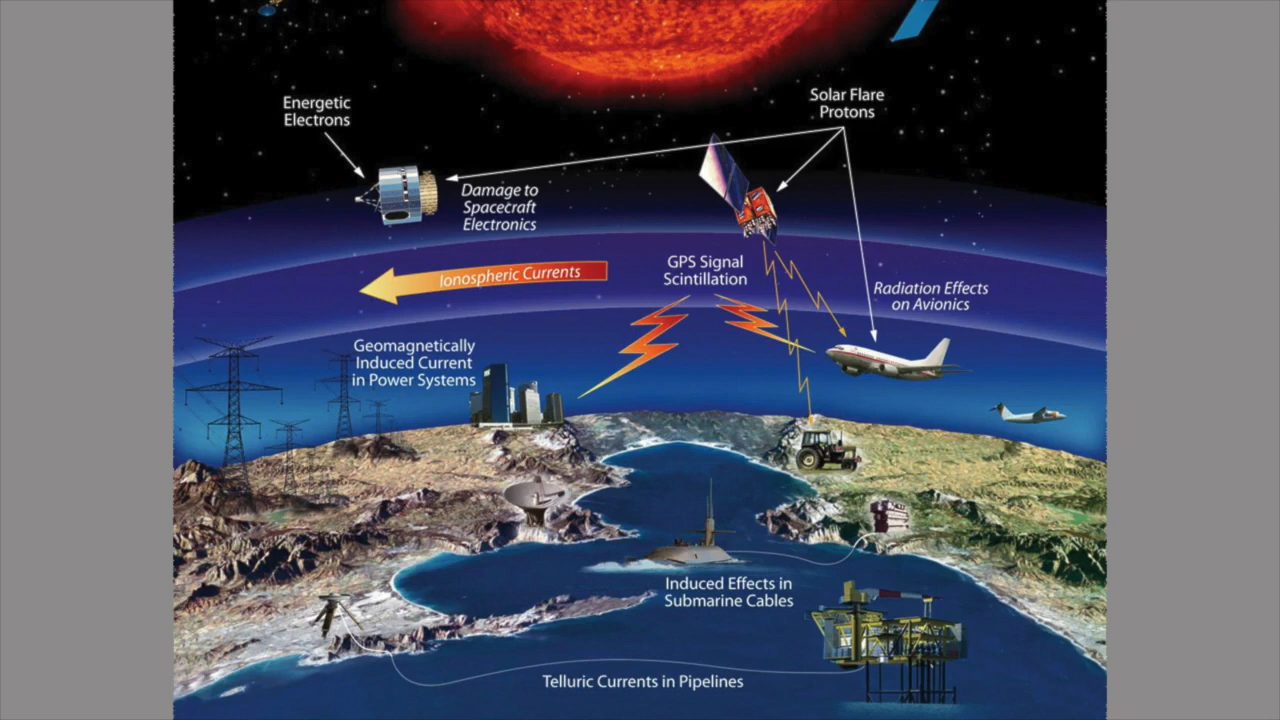 Energetic
Electrons
Solar Flare
Protons
Damage to
Spacecraft
Electronics
GPS Signal
Scintillation
Ionospheric Currents
Radiation Effects
on Avionics
Geomagnetically
Induced Current
in Power Systems
Induced Effects in
Submarine Cables
Telluric Currents in Pipelines